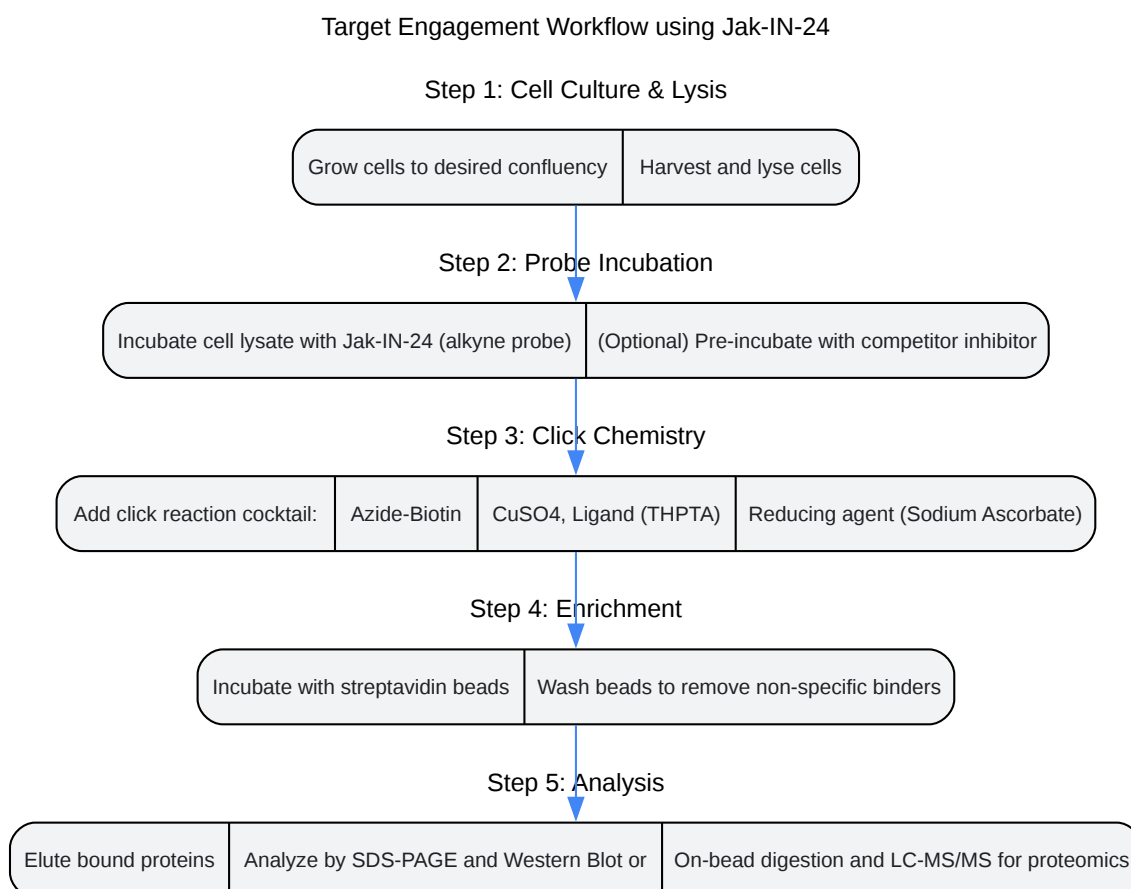 Target Engagement Workflow using Jak-IN-24
Step 1: Cell Culture & Lysis
Grow cells to desired confluency
Harvest and lyse cells
Step 2: Probe Incubation
Incubate cell lysate with Jak-IN-24 (alkyne probe)
(Optional) Pre-incubate with competitor inhibitor
Step 3: Click Chemistry
Add click reaction cocktail:
Azide-Biotin
CuSO4, Ligand (THPTA)
Reducing agent (Sodium Ascorbate)
Step 4: Enrichment
Incubate with streptavidin beads
Wash beads to remove non-specific binders
Step 5: Analysis
Elute bound proteins
Analyze by SDS-PAGE and Western Blot or
On-bead digestion and LC-MS/MS for proteomics